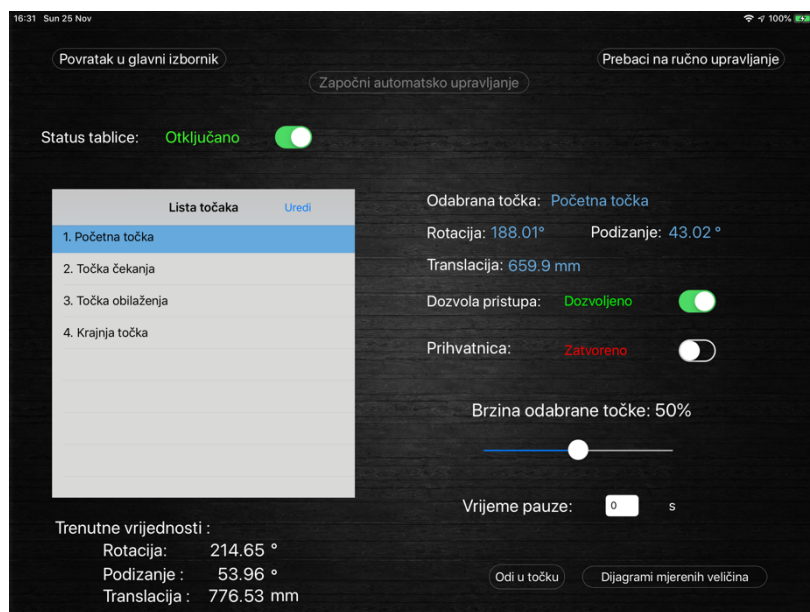 16:31 Sun 25 Nov
100%
Povratak u glavni izbornik
Prebaci na ručno upravljanje
Započni automatsko upravljanje
Status tablice: Otključano
Lista točaka Uredi
1. Početna točka
2. Točka čekanja
3. Točka obilaženja
4. Krajnja točka
Odabrana točka: Početna točka
Rotacija: 188.01° Podizanje: 43.02 °
Translacija: 659.9 mm
Dozvola pristupa: Dozvoljeno
Prihvatnica: Zatvoreno
Brzina odabrane točke: 50%
Vrijeme pauze: 0 s
Trenutne vrijednosti :
Rotacija: 214.65 °
Podizanje : 53.96 °
Translacija : 776.53 mm
Odi u točku
Dijagrami mjerenih veličina